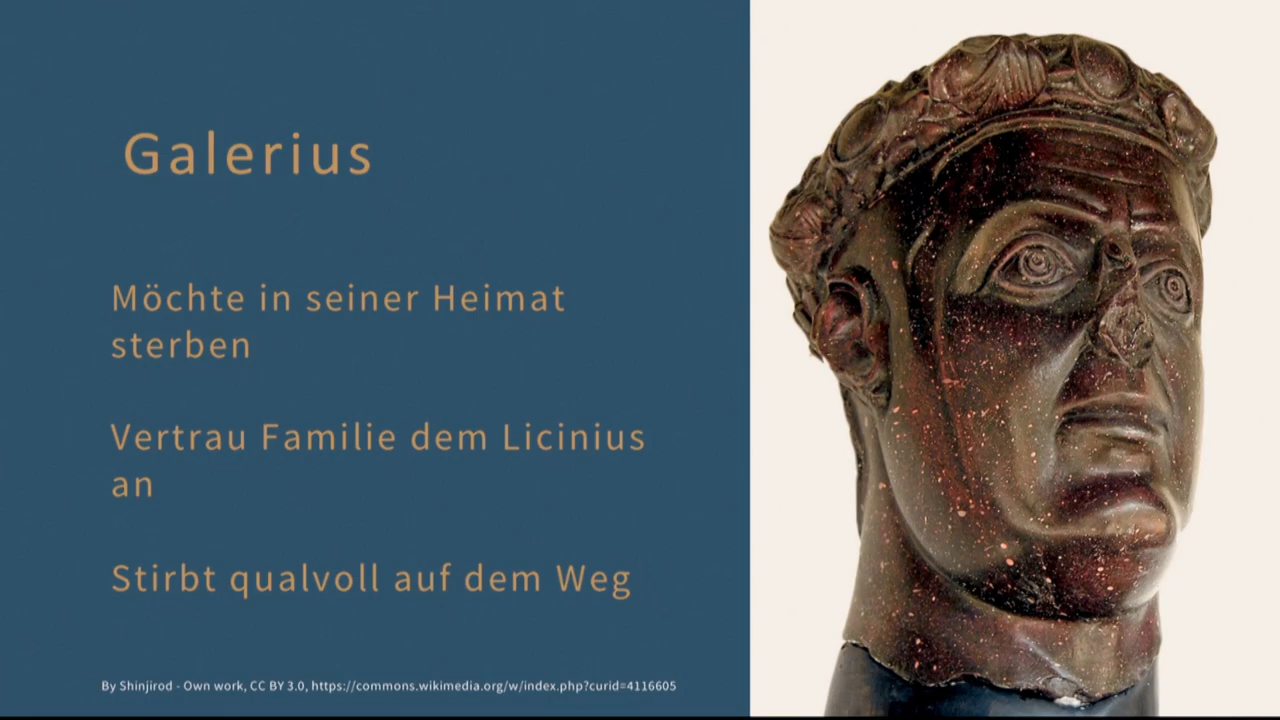 Galerius
Möchte in seiner Heimat
sterben
Vertrau Familie dem Licinius
an
Stirbt qualvoll auf dem Weg
By Shinjirod - Own work, CC BY 3.0, https://commons.wikimedia.org/w/index.php?curid=4116605